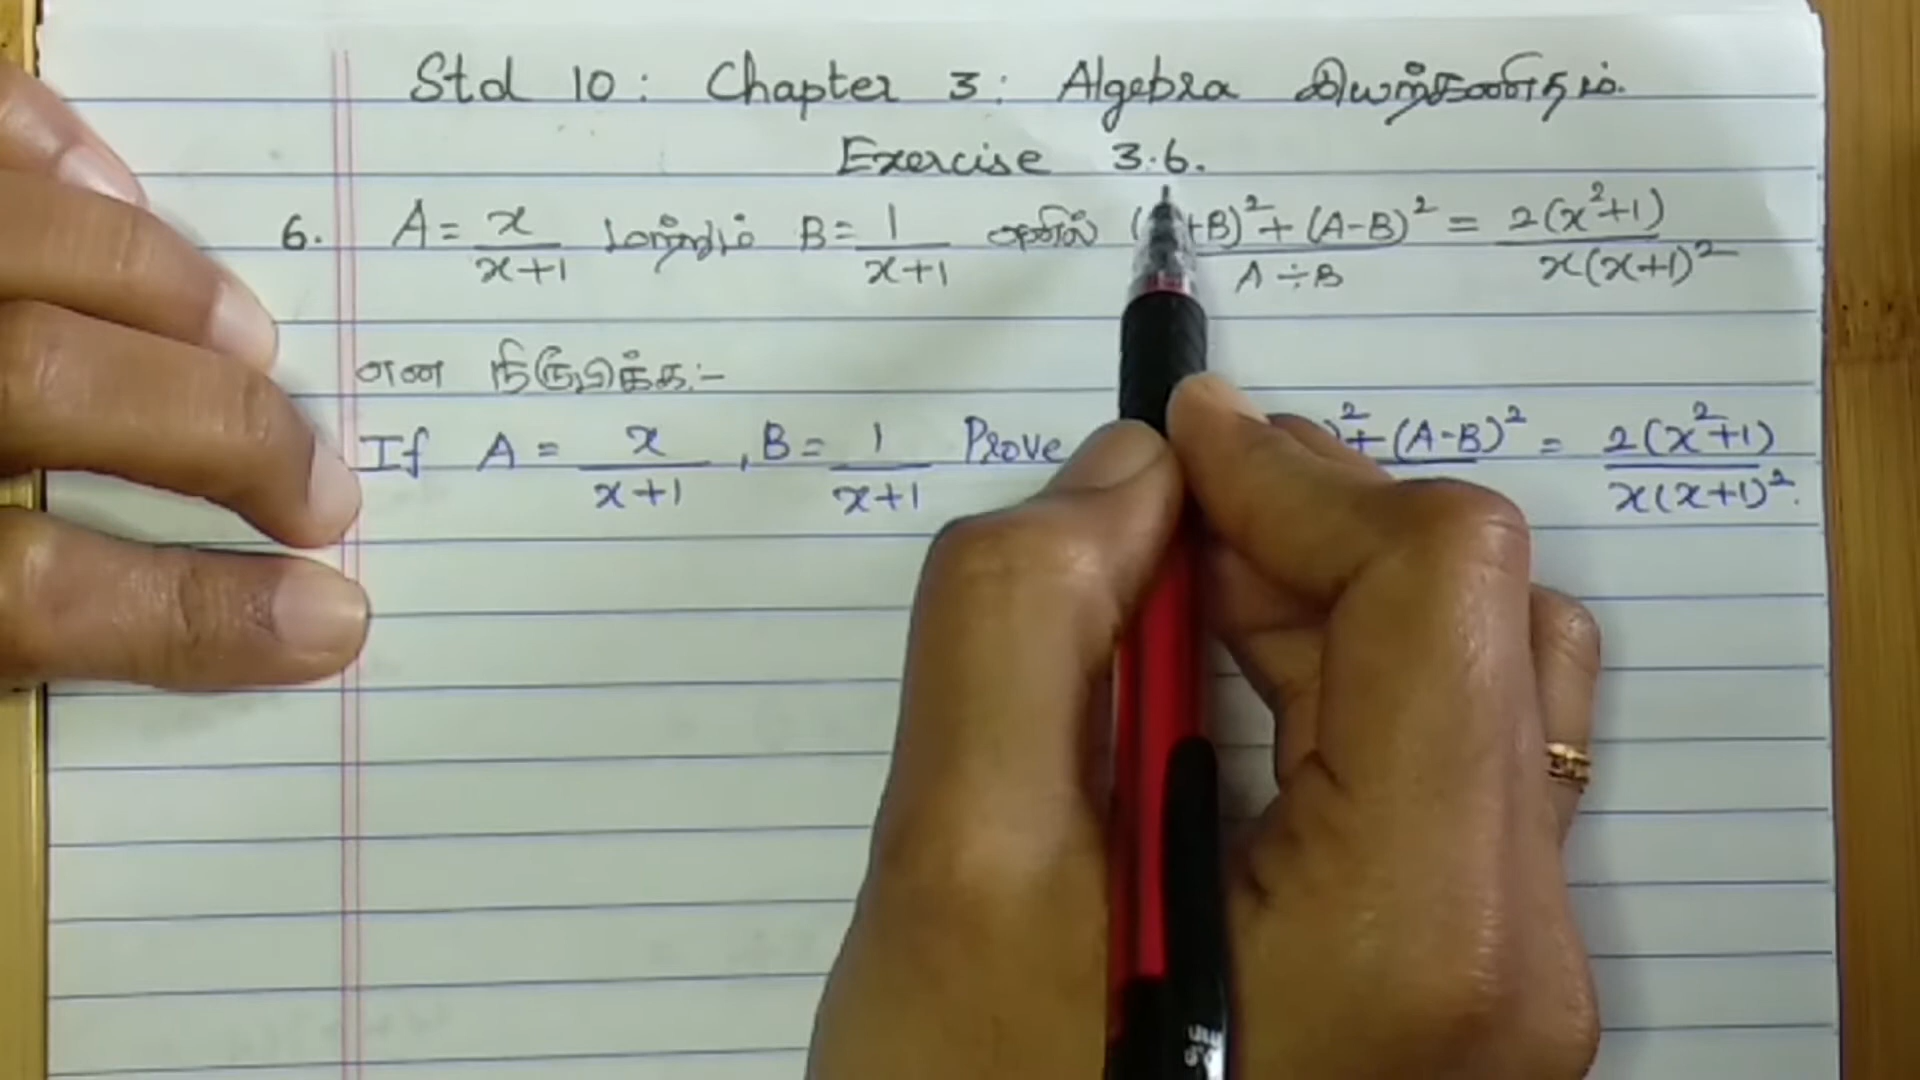 Std 10 : Chapter 3 : Algebra இயற்கணிதம்.
Exercise 3.6.
6. A = x/(x+1) மற்றும் B = 1/(x+1) எனில் ( +B)² + (A-B)² / A ÷ B = 2(x²+1)/x(x+1)²
என நிரூபிக்க:-
If A = x/(x+1) , B = 1/(x+1) Prove )² + (A-B)² = 2(x²+1)/x(x+1)².